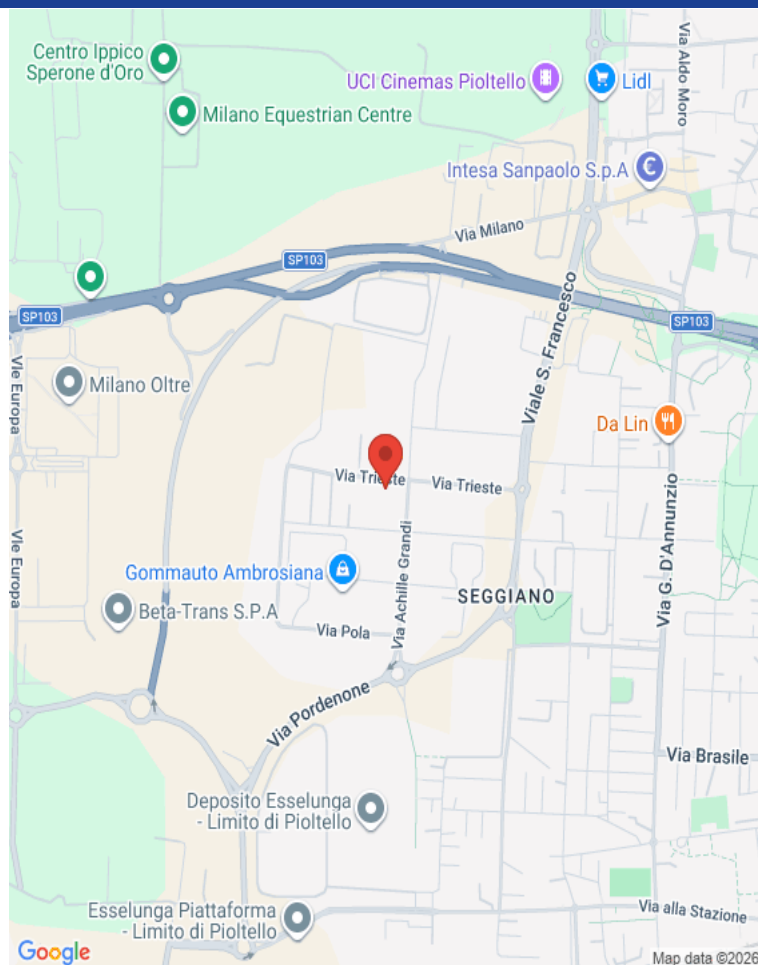 Via Aldo Moro
Centro Ippico
Sperone d'Oro
UCI Cinemas Pioltello
Lidl
Milano Equestrian Centre
Intesa Sanpaolo S.p.A
€
Via Milano
SP103
SP103
SP103
Viale S. Francesco
Vle Europa
Milano Oltre
Da Lin
Via Trieste
Via Trieste
Via G. D'Annunzio
Vle Europa
Via Achille Grandi
Gommauto Ambrosiana
SEGGIANO
Beta-Trans S.P.A
Via Pola
Via Pordenone
Via Brasile
Deposito Esselunga
- Limito di Pioltello
Esselunga Piattaforma
- Limito di Pioltello
Via alla Stazione
Google
Map data ©2026